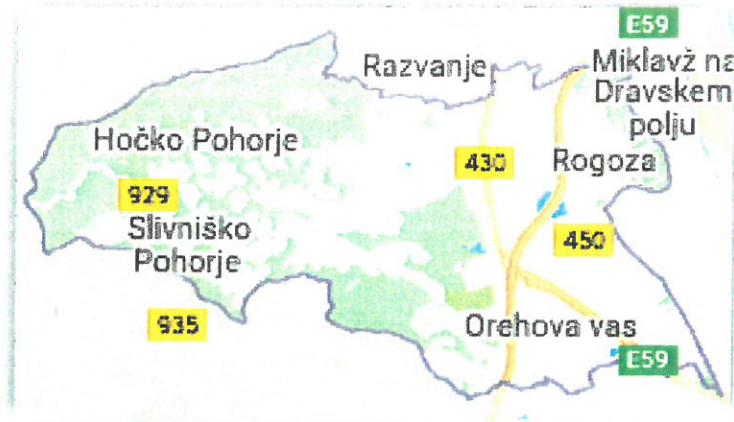 E59
Razvanje
Miklavž na
Dravskem
polju
Hočko Pohorje
430
Rogoza
929
Slivniško
Pohorje
450
935
Orehova vas
E59